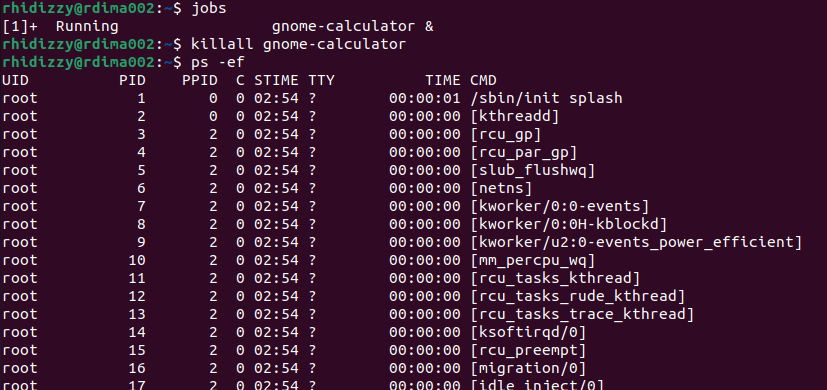 rhidizzy@rdima002:~$ jobs
[1]+  Running                 gnome-calculator &
rhidizzy@rdima002:~$ killall gnome-calculator
rhidizzy@rdima002:~$ ps -ef
UID          PID    PPID  C STIME TTY          TIME CMD
root           1       0  0 02:54 ?        00:00:01 /sbin/init splash
root           2       0  0 02:54 ?        00:00:00 [kthreadd]
root           3       2  0 02:54 ?        00:00:00 [rcu_gp]
root           4       2  0 02:54 ?        00:00:00 [rcu_par_gp]
root           5       2  0 02:54 ?        00:00:00 [slub_flushwq]
root           6       2  0 02:54 ?        00:00:00 [netns]
root           7       2  0 02:54 ?        00:00:00 [kworker/0:0-events]
root           8       2  0 02:54 ?        00:00:00 [kworker/0:0H-kblockd]
root           9       2  0 02:54 ?        00:00:00 [kworker/u2:0-events_power_efficient]
root          10       2  0 02:54 ?        00:00:00 [mm_percpu_wq]
root          11       2  0 02:54 ?        00:00:00 [rcu_tasks_kthread]
root          12       2  0 02:54 ?        00:00:00 [rcu_tasks_rude_kthread]
root          13       2  0 02:54 ?        00:00:00 [rcu_tasks_trace_kthread]
root          14       2  0 02:54 ?        00:00:00 [ksoftirqd/0]
root          15       2  0 02:54 ?        00:00:00 [rcu_preempt]
root          16       2  0 02:54 ?        00:00:00 [migration/0]
root          17       2  0 02:54 ?        00:00:00 [idle_inject/0]